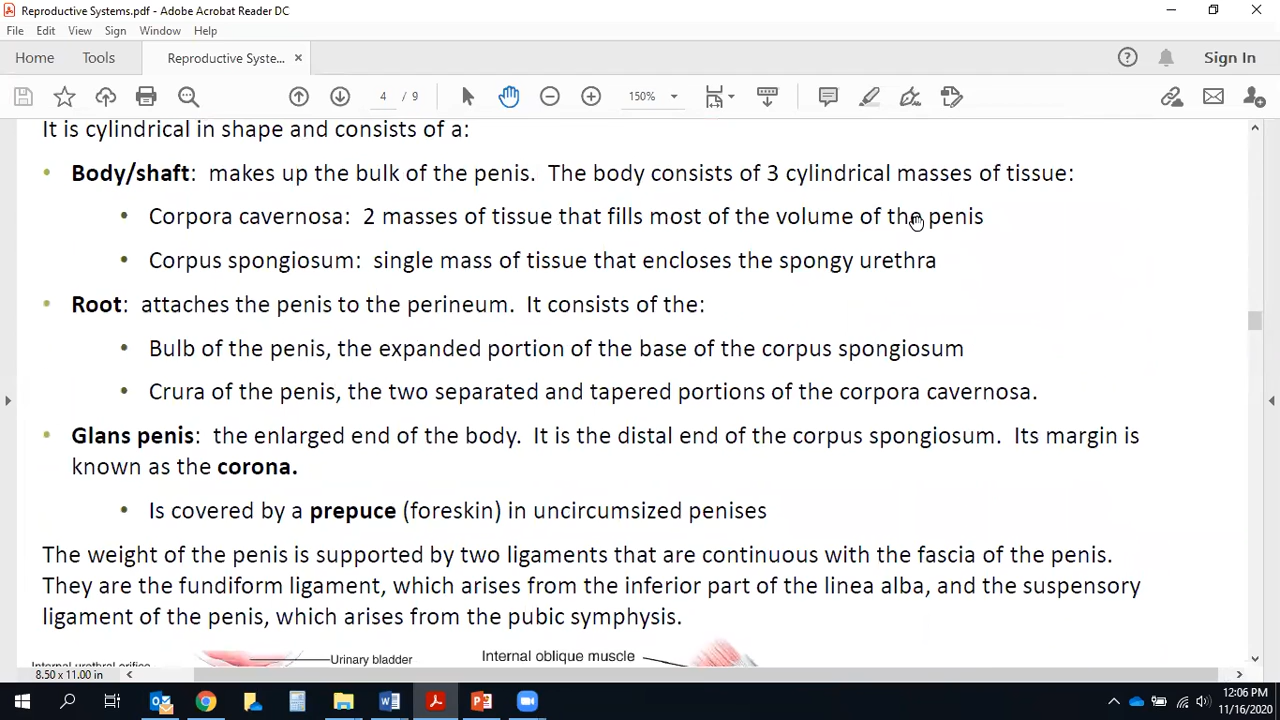 Reproductive Systems.pdf - Adobe Acrobat Reader DC
File Edit View Sign Window Help
Home Tools Reproductive Syste... ×
4 / 9 150%
Sign In
It is cylindrical in shape and consists of a:
• Body/shaft: makes up the bulk of the penis. The body consists of 3 cylindrical masses of tissue:
• Corpora cavernosa: 2 masses of tissue that fills most of the volume of the penis
• Corpus spongiosum: single mass of tissue that encloses the spongy urethra
• Root: attaches the penis to the perineum. It consists of the:
• Bulb of the penis, the expanded portion of the base of the corpus spongiosum
• Crura of the penis, the two separated and tapered portions of the corpora cavernosa.
• Glans penis: the enlarged end of the body. It is the distal end of the corpus spongiosum. Its margin is
known as the corona.
• Is covered by a prepuce (foreskin) in uncircumsized penises
The weight of the penis is supported by two ligaments that are continuous with the fascia of the penis.
They are the fundiform ligament, which arises from the inferior part of the linea alba, and the suspensory
ligament of the penis, which arises from the pubic symphysis.
Internal urethral orifice
Urinary bladder
Internal oblique muscle
8.50 x 11.00 in
12:06 PM
11/16/2020